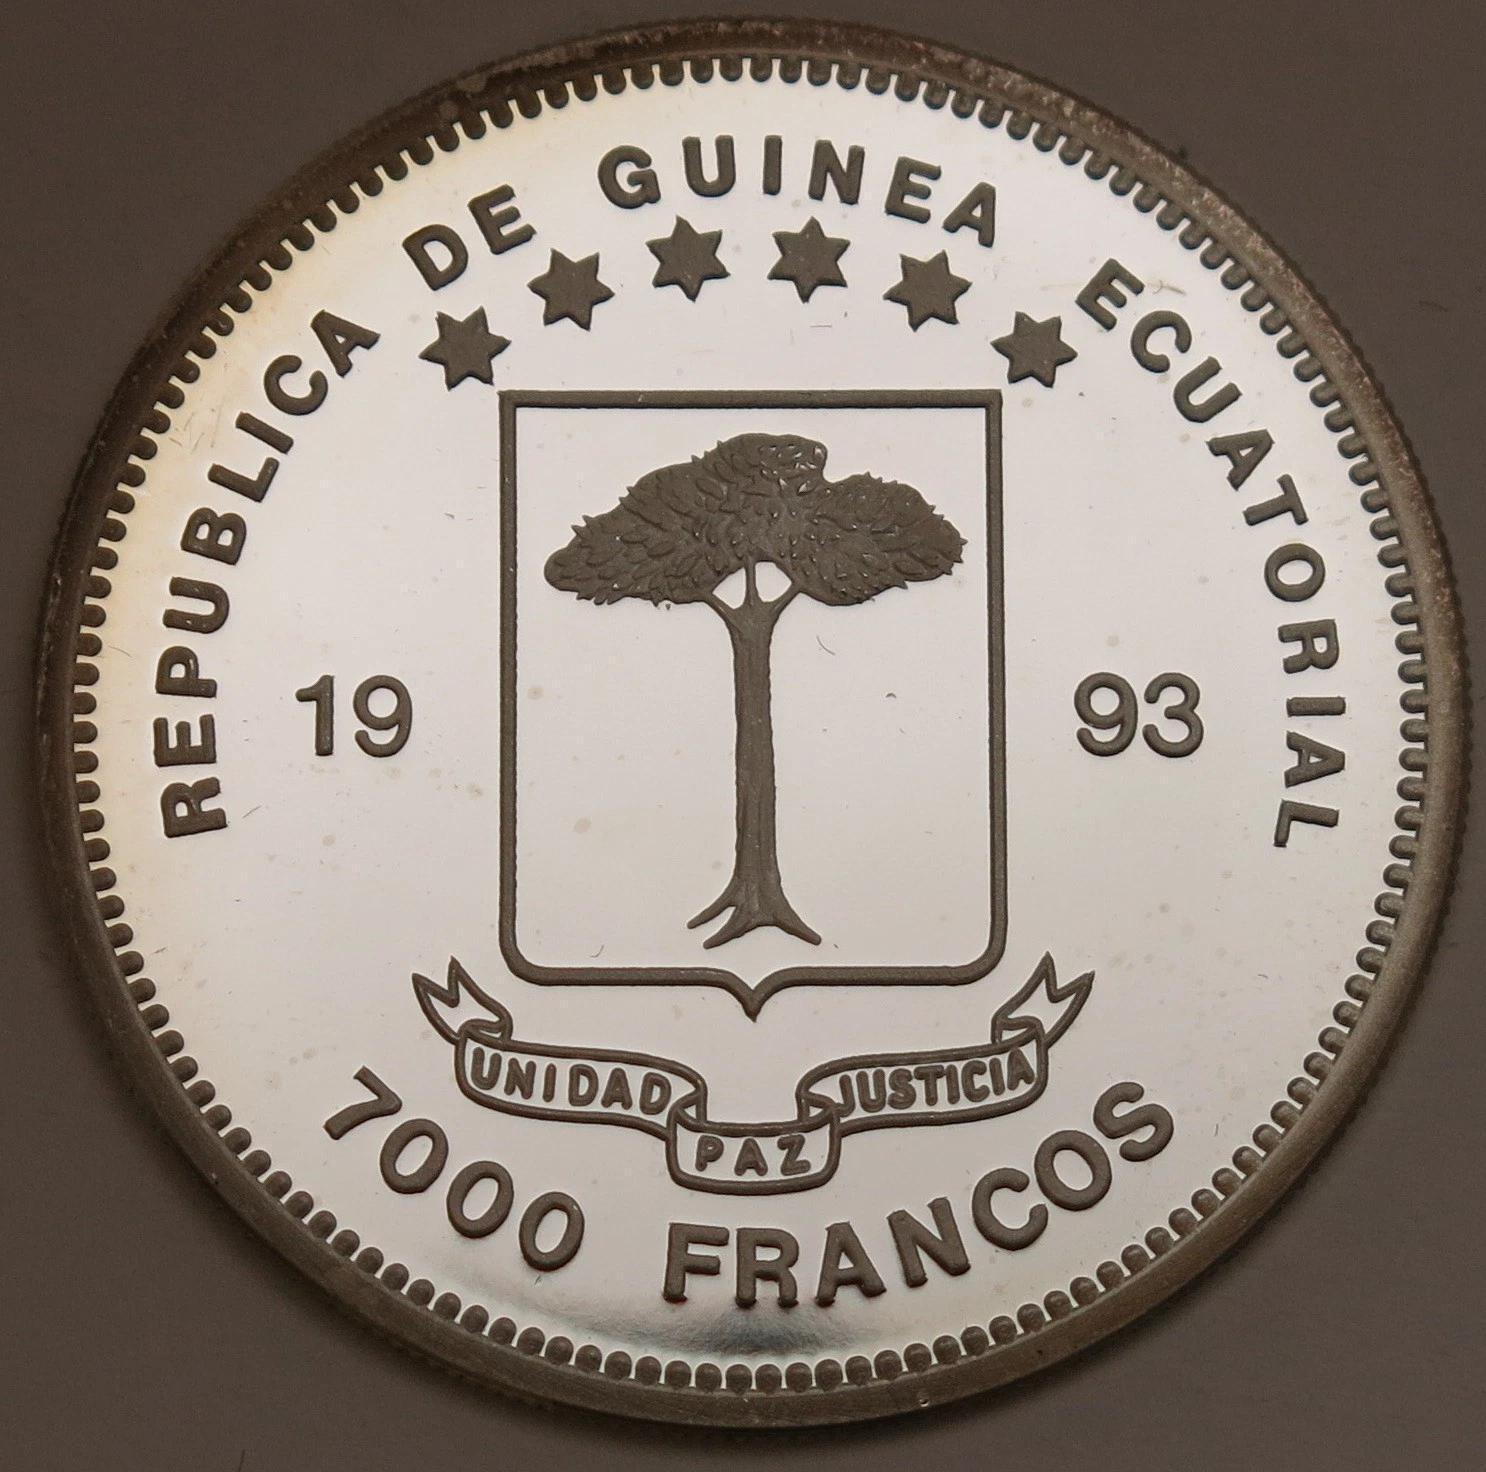 REPUBLICA DE GUINEA ECUATORIAL
19 93
UNIDAD PAZ JUSTICIA
7000 FRANCOS